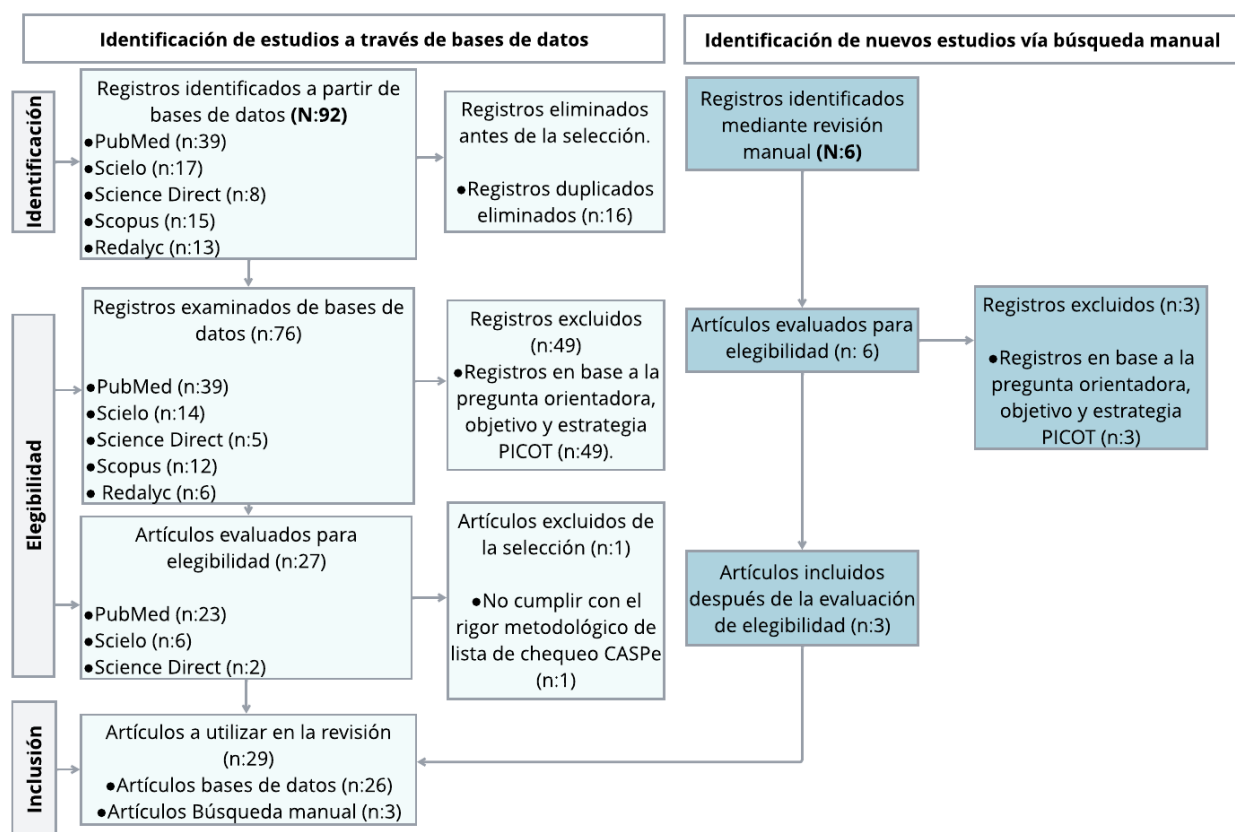 Identificación de estudios a través de bases de datos
Identificación de nuevos estudios vía búsqueda manual
Identificación
Registros identificados a partir de
bases de datos (N:92)
●PubMed (n:39)
●Scielo (n:17)
●Science Direct (n:8)
●Scopus (n:15)
●Redalyc (n:13)
Registros eliminados
antes de la selección.
●Registros duplicados
eliminados (n:16)
Registros identificados
mediante revisión
manual (N:6)
Elegibilidad
Registros examinados de bases de
datos (n:76)
●PubMed (n:39)
●Scielo (n:14)
●Science Direct (n:5)
●Scopus (n:12)
● Redalyc (n:6)
Registros excluidos
(n:49)
●Registros en base a la
pregunta orientadora,
objetivo y estrategia
PICOT (n:49).
Artículos evaluados para
elegibilidad (n: 6)
Registros excluidos (n:3)
●Registros en base a la
pregunta orientadora,
objetivo y estrategia
PICOT (n:3)
Artículos evaluados para
elegibilidad (n:27)
●PubMed (n:23)
●Scielo (n:6)
●Science Direct (n:2)
Artículos excluidos de
la selección (n:1)
●No cumplir con el
rigor metodológico de
lista de chequeo CASPe
(n:1)
Artículos incluidos
después de la evaluación
de elegibilidad (n:3)
Inclusión
Artículos a utilizar en la revisión
(n:29)
●Artículos bases de datos (n:26)
●Artículos Búsqueda manual (n:3)